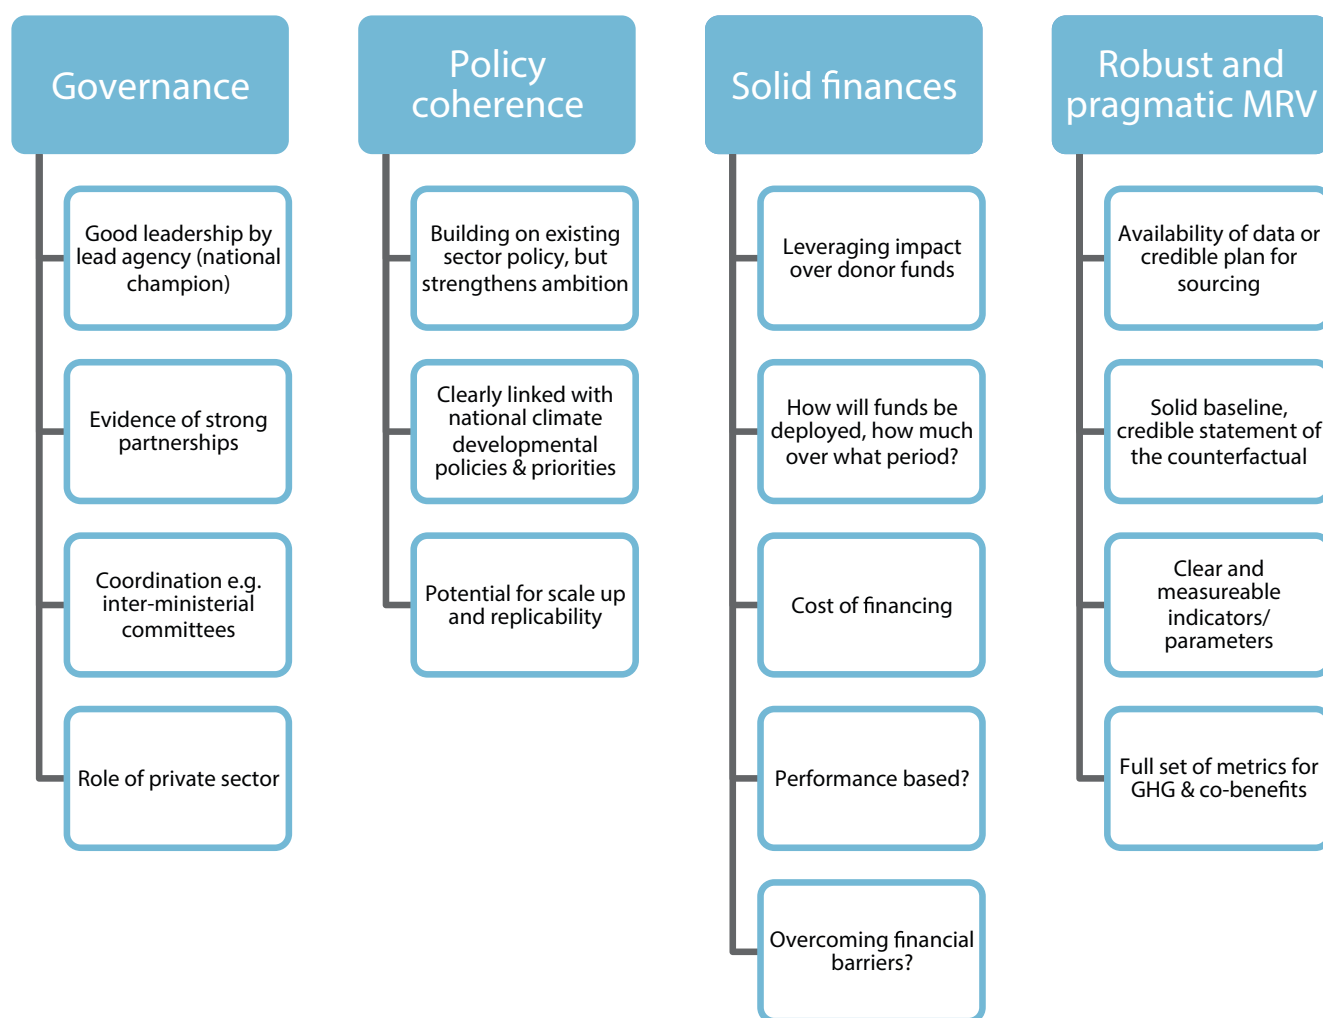 Governance
Good leadership by
lead agency (national
champion)
Evidence of strong
partnerships
Coordination e.g.
inter-ministerial
committees
Role of private sector
Policy
coherence
Building on existing
sector policy, but
strengthens ambition
Clearly linked with
national climate
developmental
policies & priorities
Potential for scale up
and replicability
Solid finances
Leveraging impact
over donor funds
How will funds be
deployed, how much
over what period?
Cost of financing
Performance based?
Overcoming financial
barriers?
Robust and
pragmatic MRV
Availability of data or
credible plan for
sourcing
Solid baseline,
credible statement of
the counterfactual
Clear and
measureable
indicators/
parameters
Full set of metrics for
GHG & co-benefits